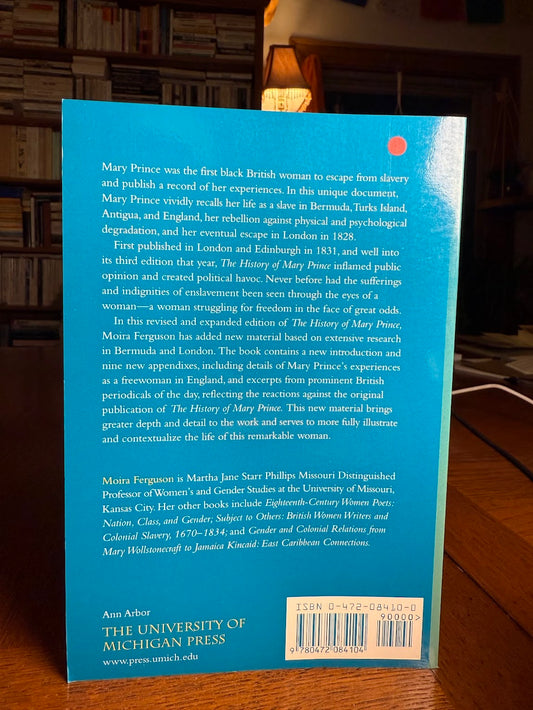 Mary Prince was the first black British woman to escape from slavery
and publish a record of her experiences. In this unique document,
Mary Prince vividly recalls her life as a slave in Bermuda, Turks Island,
Antigua, and England, her rebellion against physical and psychological
degradation, and her eventual escape in London in 1828.
First published in London and Edinburgh in 1831, and well into
its third edition that year, The History of Mary Prince inflamed public
opinion and created political havoc. Never before had the sufferings
and indignities of enslavement been seen through the eyes of a
woman—a woman struggling for freedom in the face of great odds.
In this revised and expanded edition of The History of Mary Prince,
Moira Ferguson has added new material based on extensive research
in Bermuda and London. The book contains a new introduction and
nine new appendixes, including details of Mary Prince's experiences
as a freewoman in England, and excerpts from prominent British
periodicals of the day, reflecting the reactions against the original
publication of The History of Mary Prince. This new material brings
greater depth and detail to the work and serves to more fully illustrate
and contextualize the life of this remarkable woman.
Moira Ferguson is Martha Jane Starr Phillips Missouri Distinguished
Professor of Women's and Gender Studies at the University of Missouri,
Kansas City. Her other books include Eighteenth-Century Women Poets:
Nation, Class, and Gender; Subject to Others: British Women Writers and
Colonial Slavery, 1670–1834; and Gender and Colonial Relations from
Mary Wollstonecraft to Jamaica Kincaid: East Caribbean Connections.
Ann Arbor
THE UNIVERSITY OF
MICHIGAN PRESS
www.press.umich.edu
ISBN 0-472-08410-0
90000>
9 780472 084104